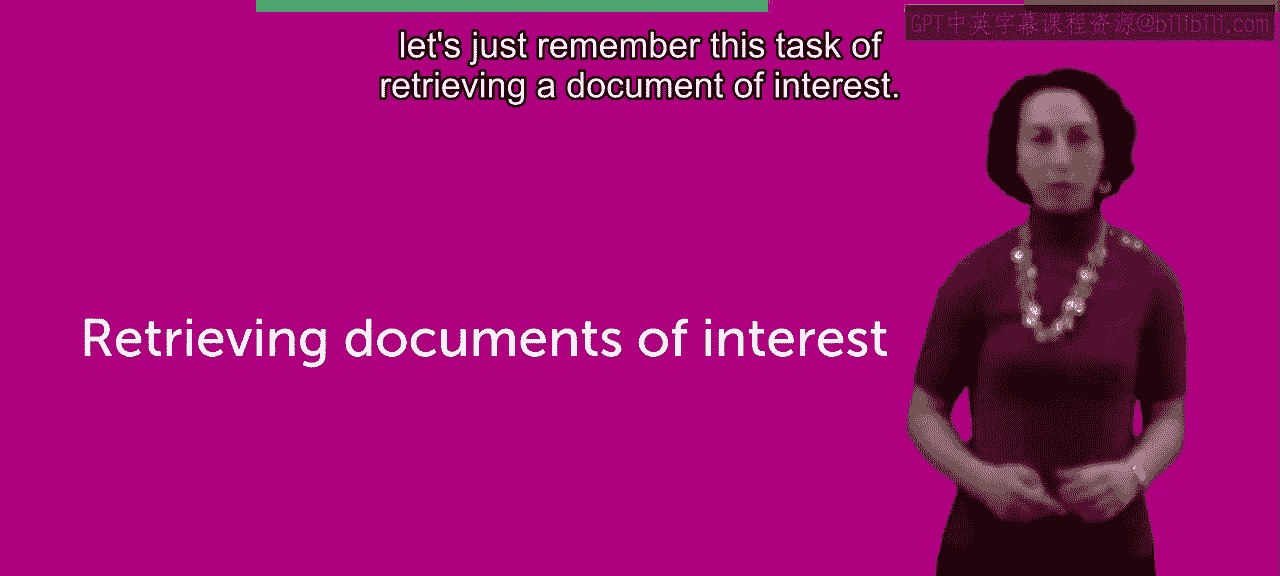 GPT中英字幕课程资源@bilibili.com
let's just remember this task of
retrieving a document of interest.
Retrieving documents of interest